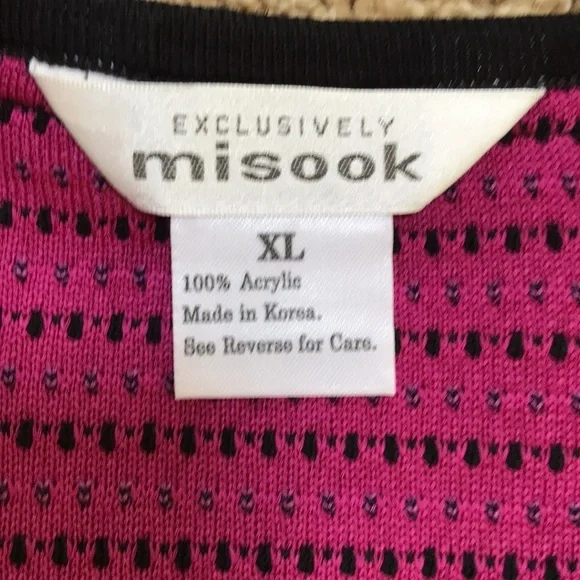 EXCLUSIVELY
misook
XL
100% Acrylic
Made in Korea.
See Reverse for Care.